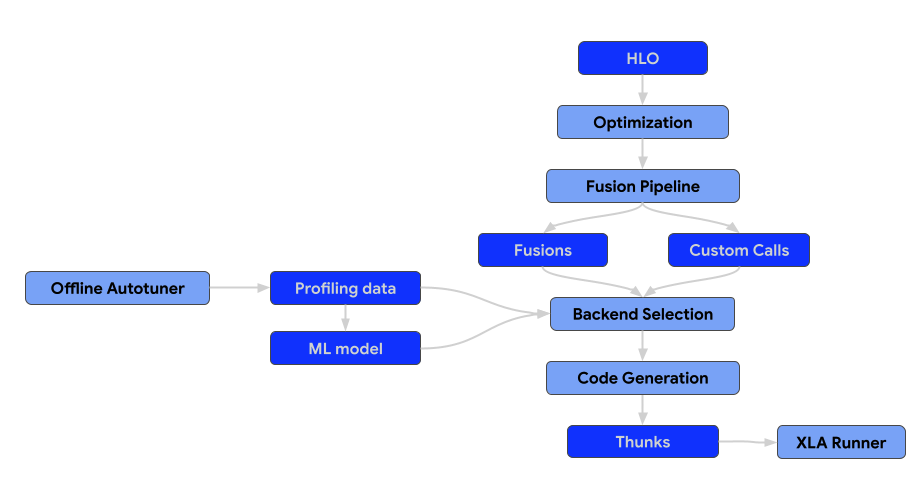 HLO
Optimization
Fusion Pipeline
Fusions
Custom Calls
Offline Autotuner
Profiling data
Backend Selection
ML model
Code Generation
Thunks
XLA Runner